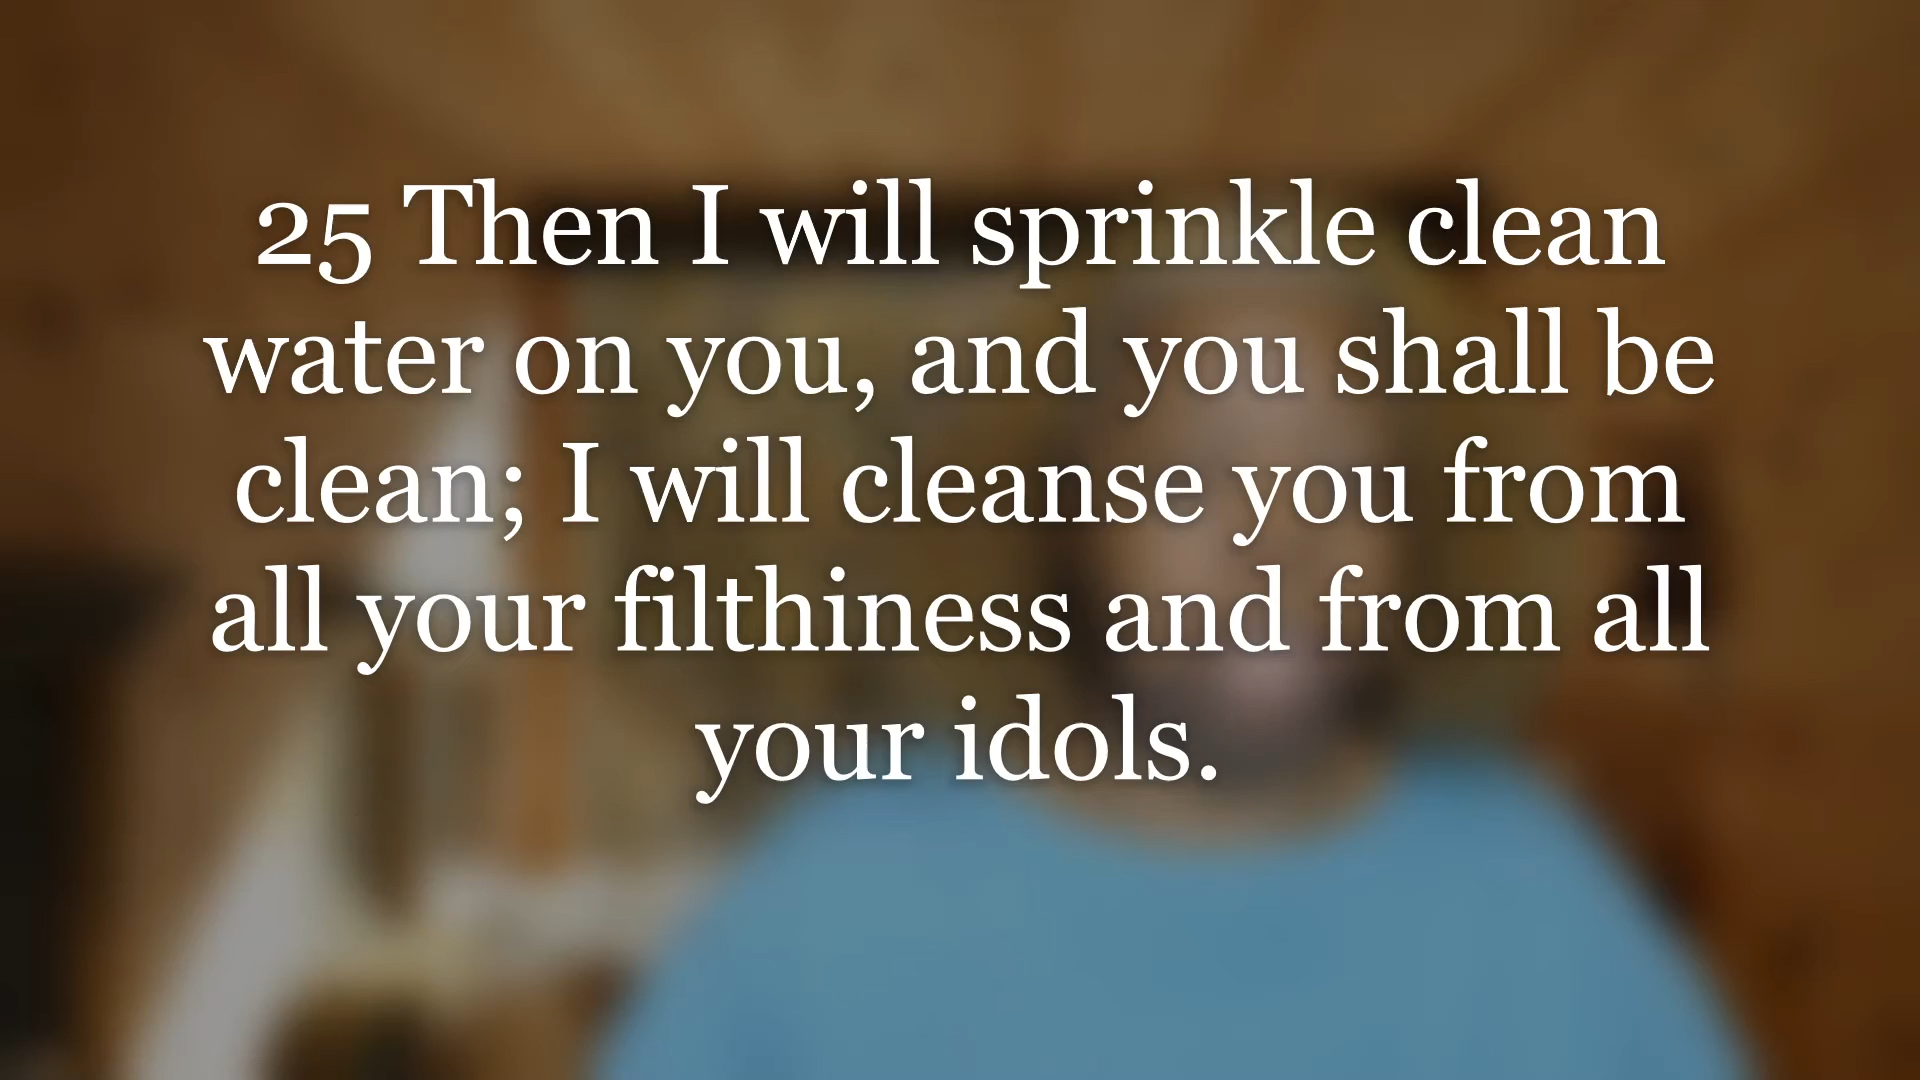 25 Then I will sprinkle clean
water on you, and you shall be
clean; I will cleanse you from
all your filthiness and from all
your idols.